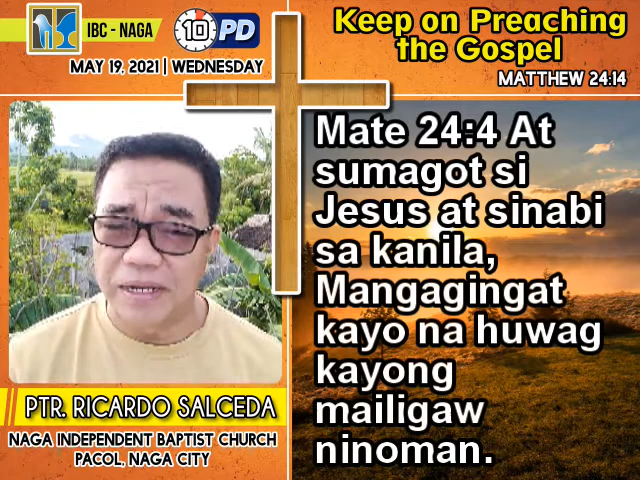 IBC - NAGA
10 PD
MAY 19, 2021 | WEDNESDAY
Keep on Preaching
the Gospel
MATTHEW 24:14
Mate 24:4 At
sumagot si
Jesus at sinabi
sa kanila,
Mangagingat
kayo na huwag
kayong
mailigaw
ninoman.
PTR. RICARDO SALCEDA
NAGA INDEPENDENT BAPTIST CHURCH
PACOL, NAGA CITY